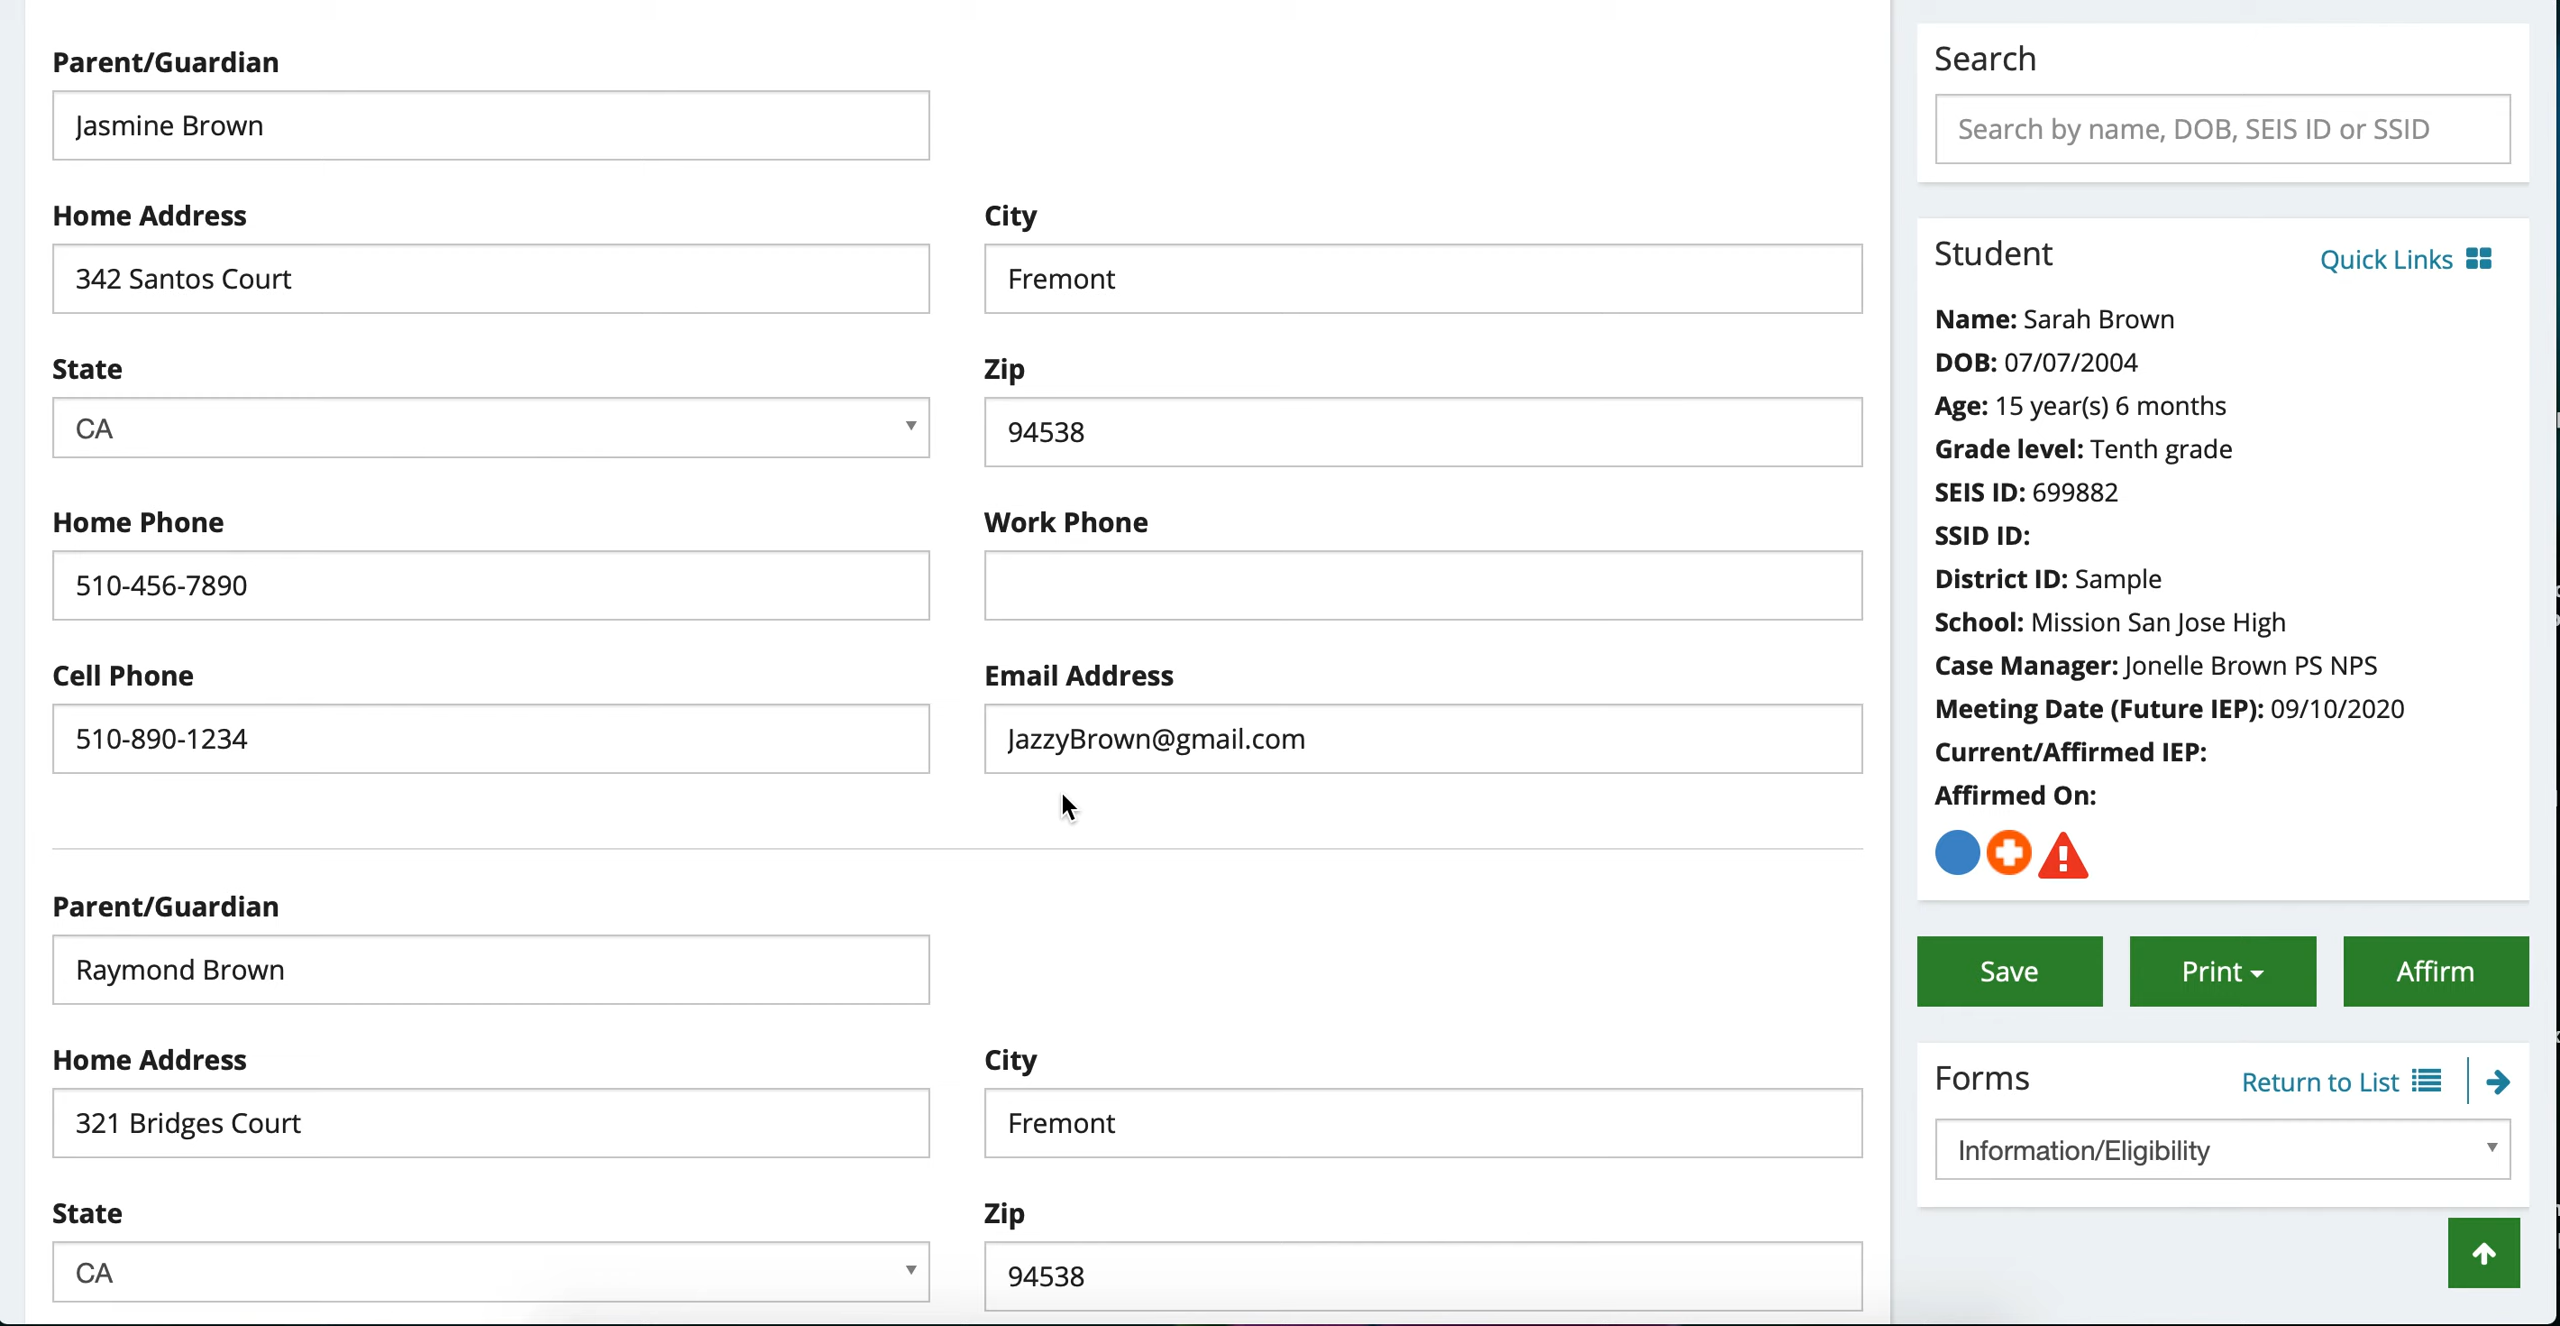 Parent/Guardian
Jasmine Brown
Home Address
City
342 Santos Court
Fremont
State
Zip
CA
94538
Home Phone
Work Phone
510-456-7890
Cell Phone
Email Address
510-890-1234
JazzyBrown@gmail.com
Parent/Guardian
Raymond Brown
Home Address
City
321 Bridges Court
Fremont
State
Zip
CA
94538
Search
Search by name, DOB, SEIS ID or SSID
Student
Quick Links
Name: Sarah Brown
DOB: 07/07/2004
Age: 15 year(s) 6 months
Grade level: Tenth grade
SEIS ID: 699882
SSID ID:
District ID: Sample
School: Mission San Jose High
Case Manager: Jonelle Brown PS NPS
Meeting Date (Future IEP): 09/10/2020
Current/Affirmed IEP:
Affirmed On:
Save
Print
Affirm
Forms
Return to List
Information/Eligibility